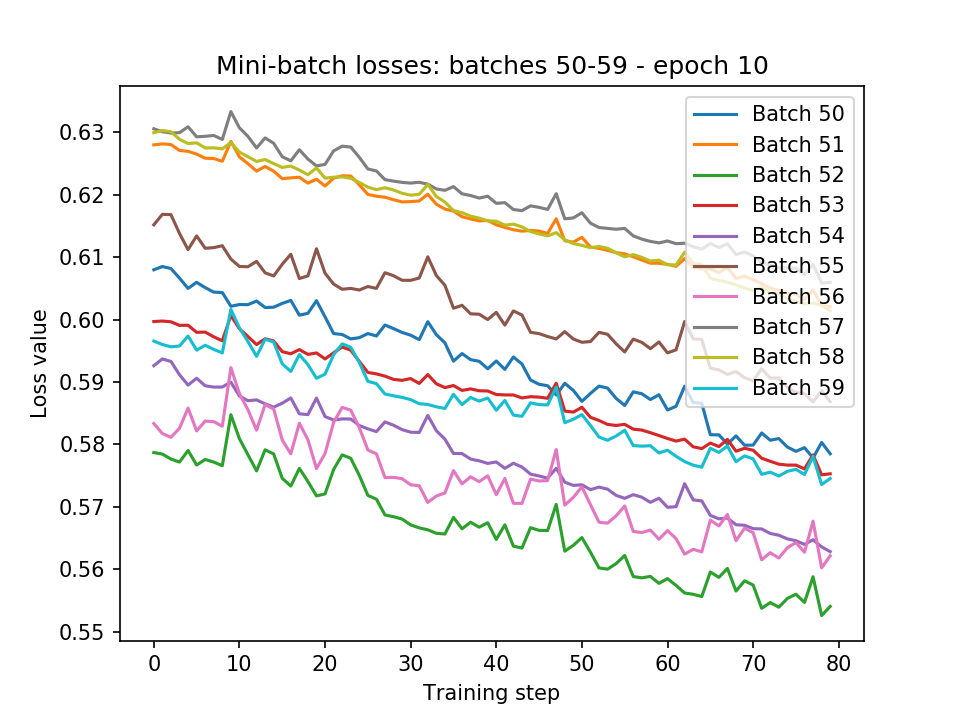 Mini-batch losses: batches 50-59 - epoch 10
Loss value
0.63
0.62
0.61
0.60
0.59
0.58
0.57
0.56
0.55
Batch 50
Batch 51
Batch 52
Batch 53
Batch 54
Batch 55
Batch 56
Batch 57
Batch 58
Batch 59
0 10 20 30 40 50 60 70 80
Training step